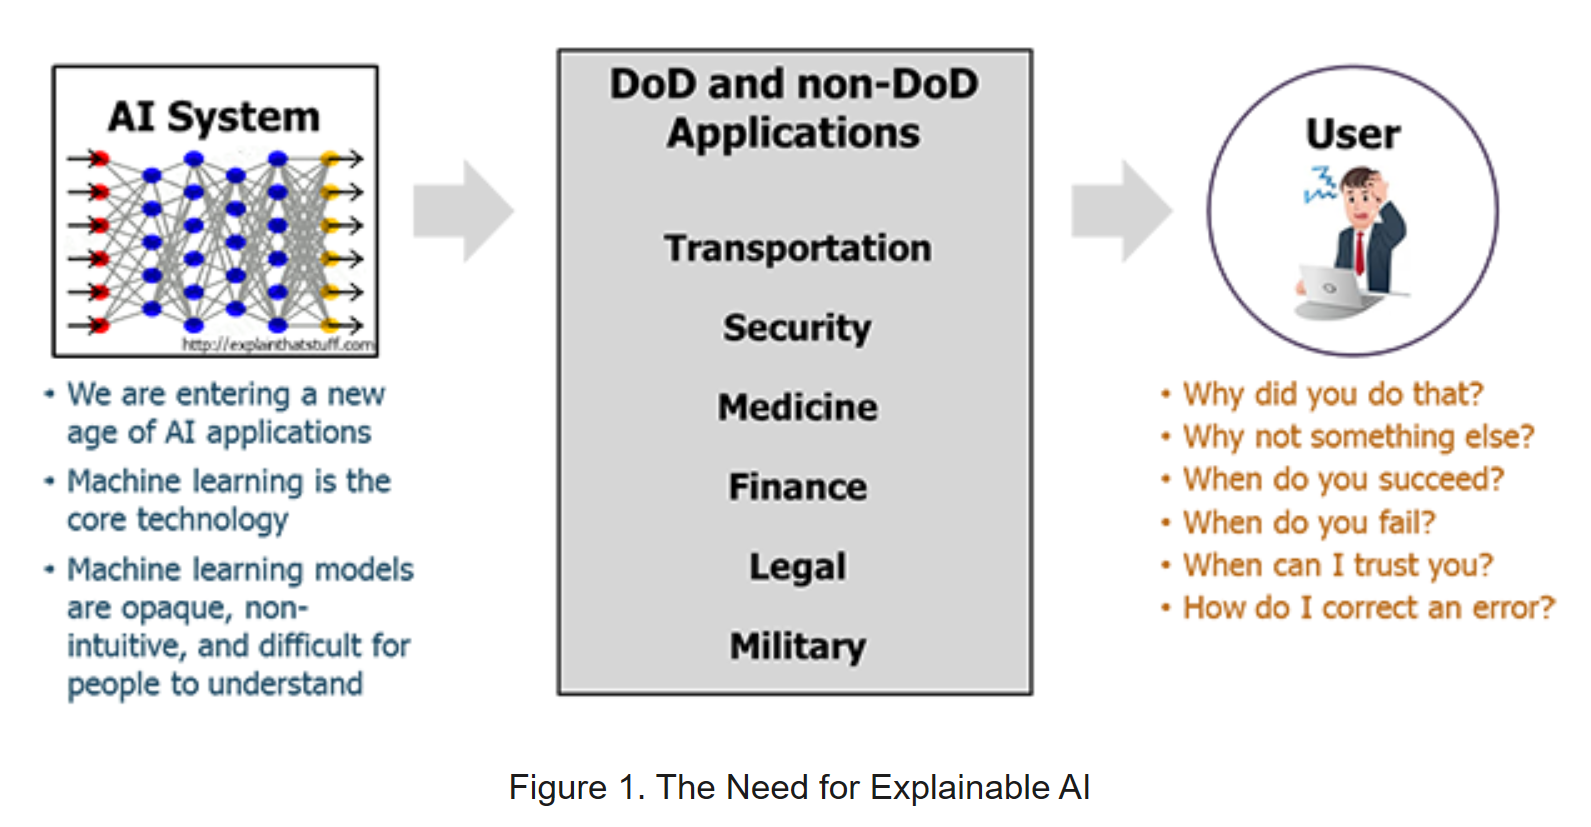 AI System
http://explainthatstuff.com
• We are entering a new
age of AI applications
• Machine learning is the
core technology
• Machine learning models
are opaque, non-
intuitive, and difficult for
people to understand
DoD and non-DoD
Applications
Transportation
Security
Medicine
Finance
Legal
Military
User
• Why did you do that?
• Why not something else?
• When do you succeed?
• When do you fail?
• When can I trust you?
• How do I correct an error?
Figure 1. The Need for Explainable AI